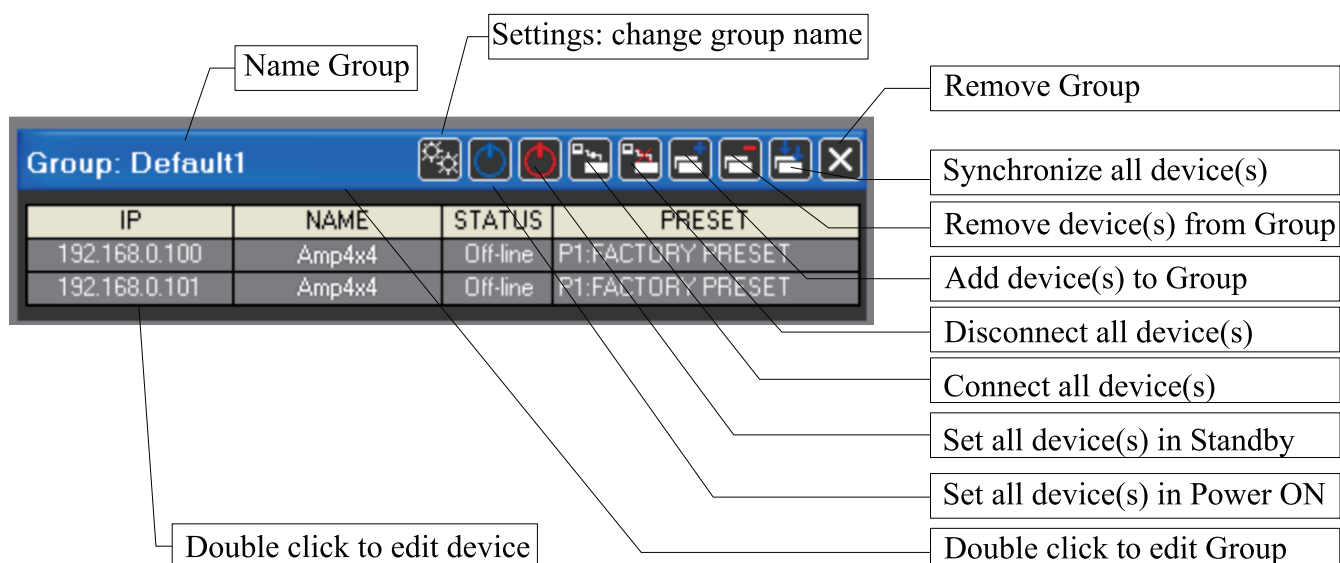 Settings: change group name
Name Group
Remove Group
Group: Default1
Synchronize all device(s)
IP NAME STATUS PRESET
Remove device(s) from Group
192.168.0.100 Amp4x4 Off-line P1:FACTORY PRESET
Add device(s) to Group
192.168.0.101 Amp4x4 Off-line P1:FACTORY PRESET
Disconnect all device(s)
Connect all device(s)
Set all device(s) in Standby
Set all device(s) in Power ON
Double click to edit device
Double click to edit Group